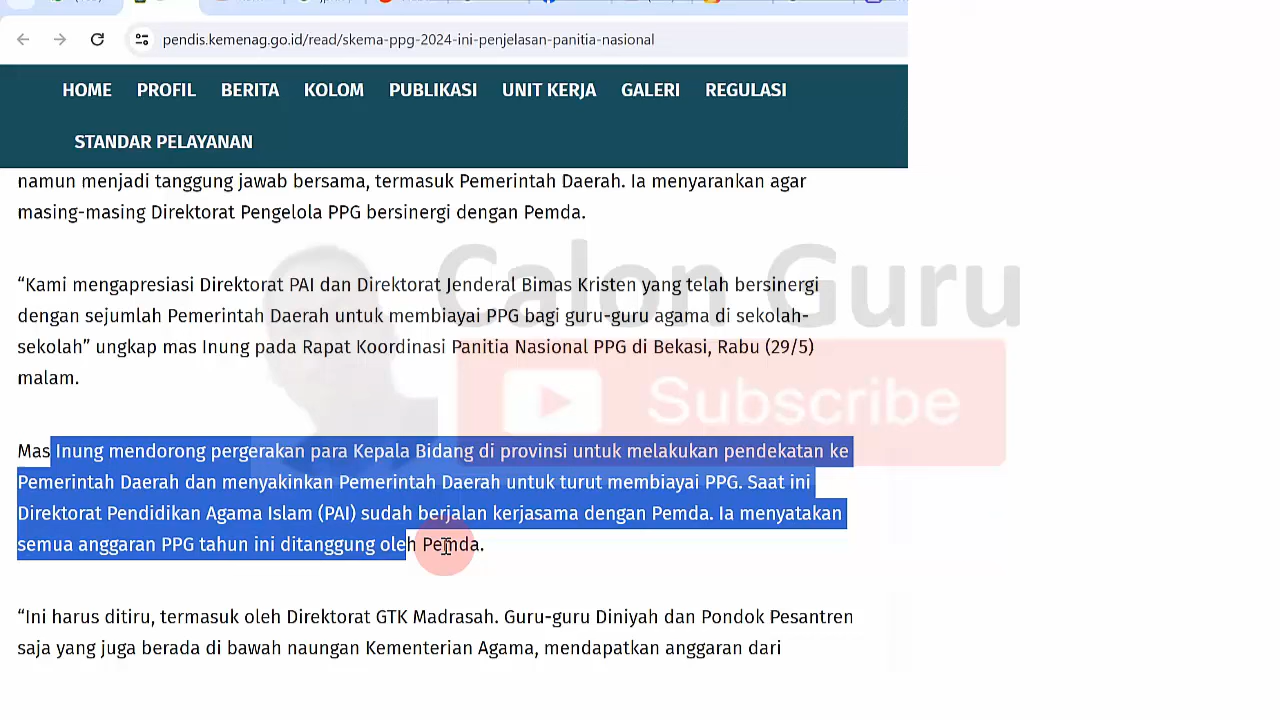 pendis.kemenag.go.id/read/skema-ppg-2024-ini-penjelasan-panitia-nasional
HOME PROFIL BERITA KOLOM PUBLIKASI UNIT KERJA GALERI REGULASI
STANDAR PELAYANAN
namun menjadi tanggung jawab bersama, termasuk Pemerintah Daerah. Ia menyarankan agar
masing-masing Direktorat Pengelola PPG bersinergi dengan Pemda.
Calon Guru
“Kami mengapresiasi Direktorat PAI dan Direktorat Jenderal Bimas Kristen yang telah bersinergi
dengan sejumlah Pemerintah Daerah untuk membiayai PPG bagi guru-guru agama di sekolah-
sekolah” ungkap mas Inung pada Rapat Koordinasi Panitia Nasional PPG di Bekasi, Rabu (29/5)
malam.
Subscribe
Mas Inung mendorong pergerakan para Kepala Bidang di provinsi untuk melakukan pendekatan ke
Pemerintah Daerah dan menyakinkan Pemerintah Daerah untuk turut membiayai PPG. Saat ini
Direktorat Pendidikan Agama Islam (PAI) sudah berjalan kerjasama dengan Pemda. Ia menyatakan
semua anggaran PPG tahun ini ditanggung oleh Pemda.
“Ini harus ditiru, termasuk oleh Direktorat GTK Madrasah. Guru-guru Diniyah dan Pondok Pesantren
saja yang juga berada di bawah naungan Kementerian Agama, mendapatkan anggaran dari